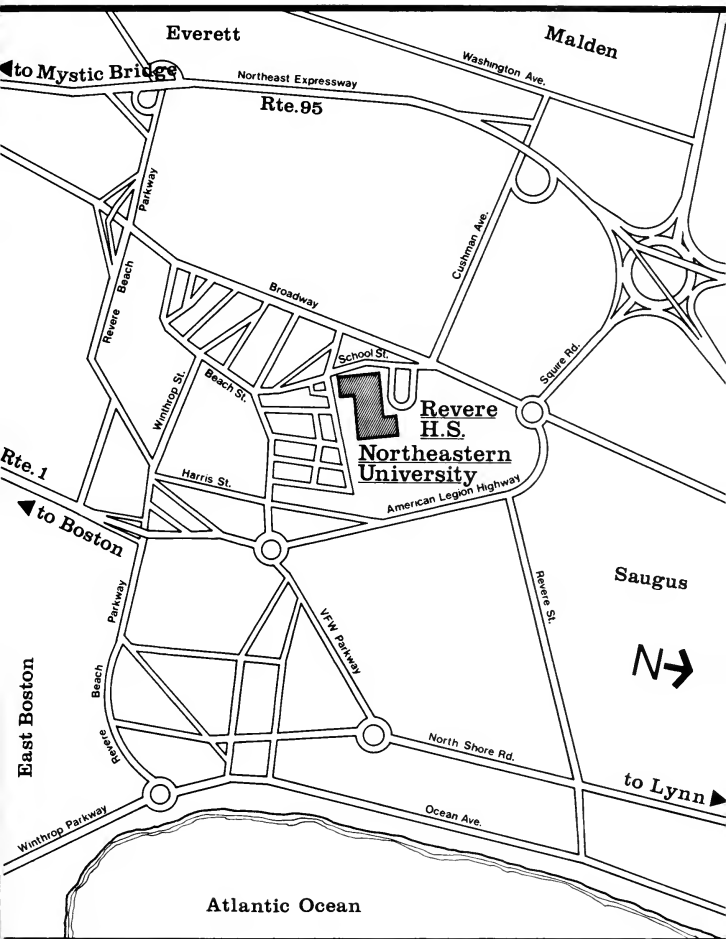 Everett
Malden
to Mystic Bridge
Northeast Expressway
Washington Ave.
Rte.95
Parkway
Beach
Revere
Cushman Ave.
Broadway
School St.
Squire Rd.
Beach St.
Winthrop St.
Revere
H.S.
Northeastern
University
Rte. 1
to Boston
Harris St.
American Legion Highway
Saugus
Revere St.
N
Parkway
Beach
Revere
VFW Parkway
East Boston
North Shore Rd.
to Lynn
Ocean Ave.
Winthrop Parkway
Atlantic Ocean